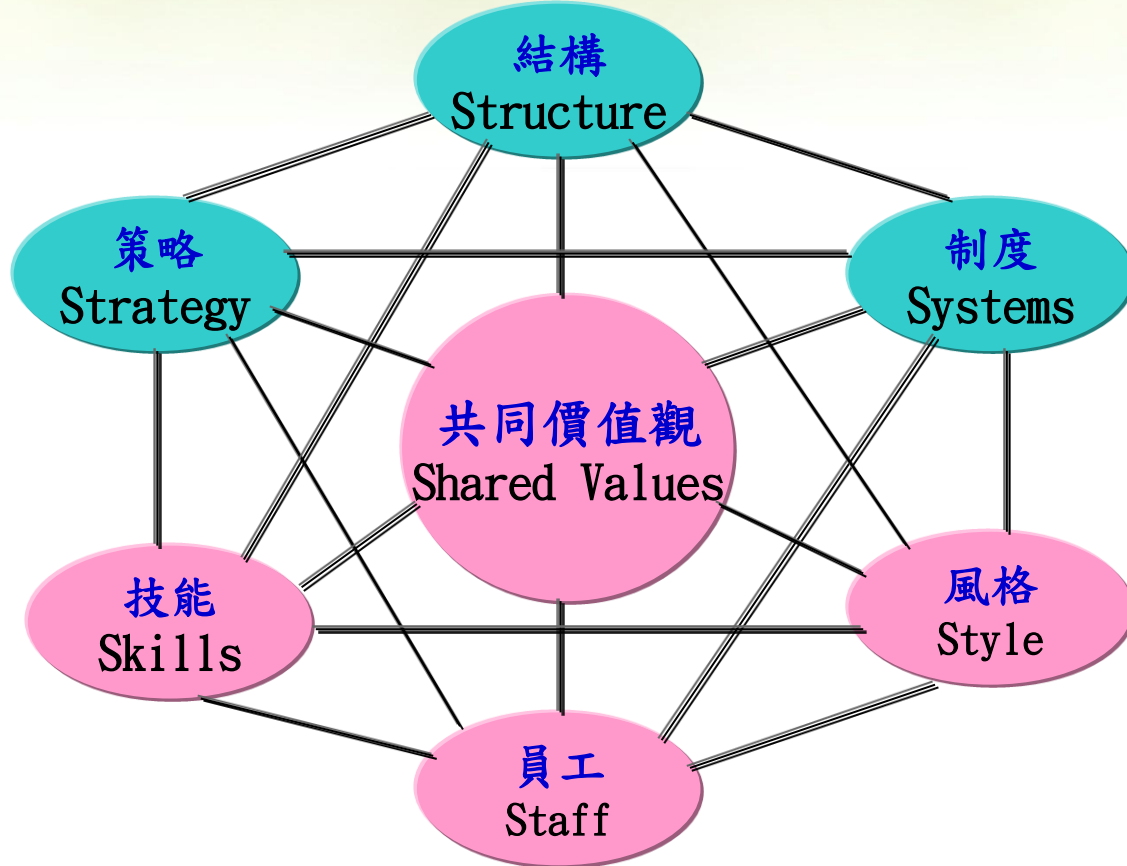 結構
Structure
策略
Strategy
制度
Systems
共同價值觀
Shared Values
技能
Skills
風格
Style
員工
Staff